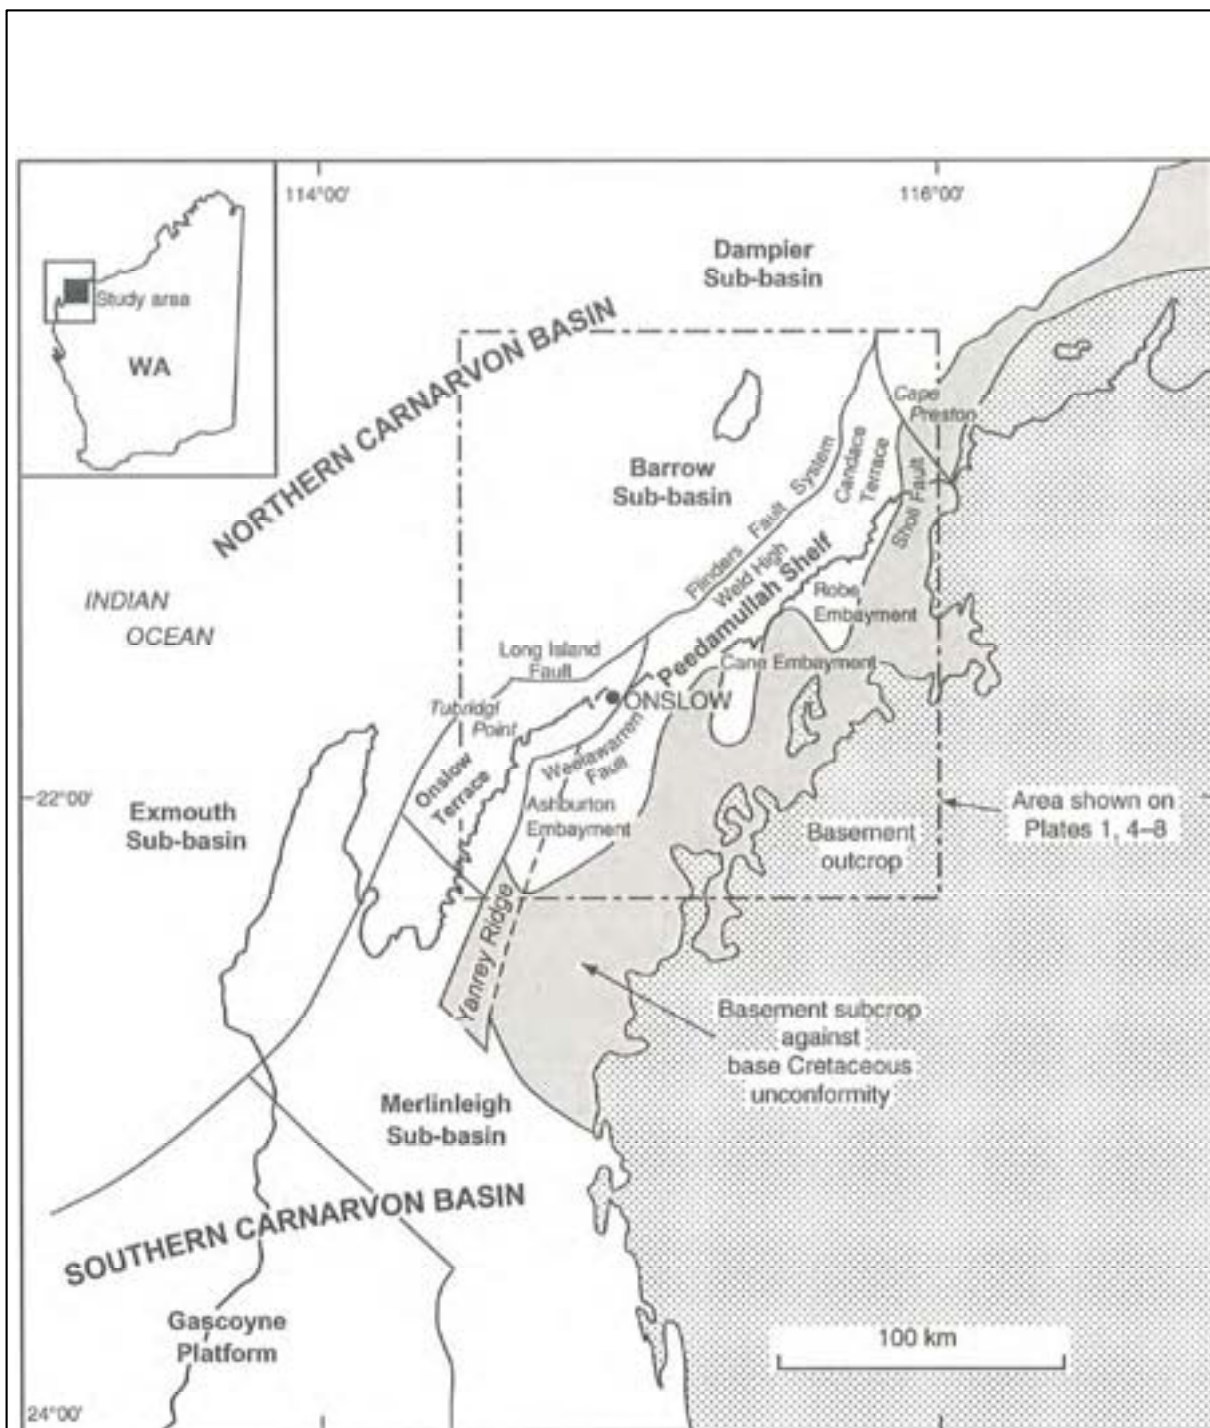 114°00'
116°00'
Study area
WA
Dampier
Sub-basin
NORTHERN CARNARVON BASIN
Cape
Preston
Barrow
Sub-basin
Flinders Fault System
Candace
Terrace
Sholl Fault
Weld High
Peedamullah Shelf
Robe
Embayment
INDIAN
OCEAN
Long Island
Fault
Cane Embayment
ONSLOW
Tubridgi
Point
Weelawarren
Fault
Onslow
Terrace
22°00'
Exmouth
Sub-basin
Ashburton
Embayment
Basement
outcrop
Area shown on
Plates 1, 4–8
Yanrey Ridge
Basement subcrop
against
base Cretaceous
unconformity
Merlinleigh
Sub-basin
SOUTHERN CARNARVON BASIN
Gascoyne
Platform
100 km
24°00'